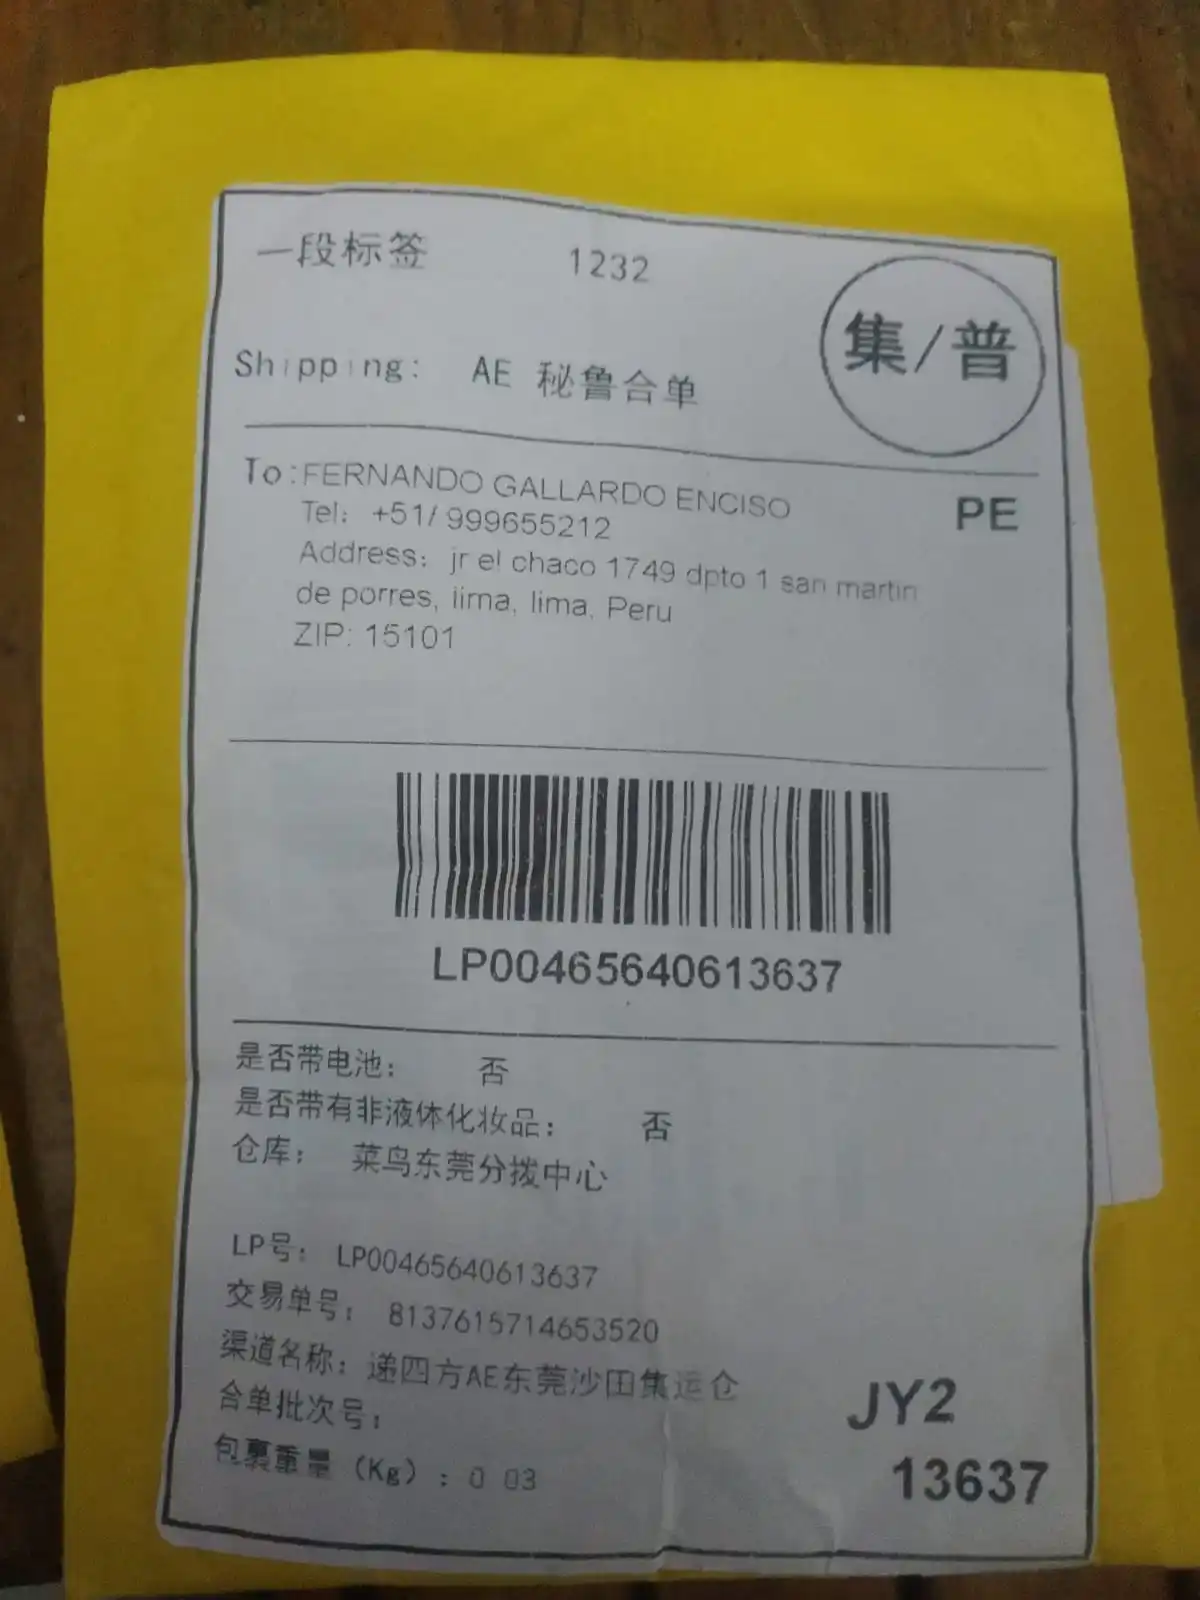 一段标签 1232
集/普
Shipping: AE 秘鲁合单
To:FERNANDO GALLARDO ENCISO
PE
Tel: +51/ 999655212
Address: jr el chaco 1749 dpto 1 san martin
de porres, lima, lima, Peru
ZIP: 15101
LP00465640613637
是否带电池: 否
是否带有非液体化妆品: 否
仓库: 菜鸟东莞分拨中心
LP号: LP00465640613637
交易单号: 8137615714653520
渠道名称: 递四方AE东莞沙田集运仓
合单批次号:
JY2
包裹重量 (Kg) : 0.03
13637